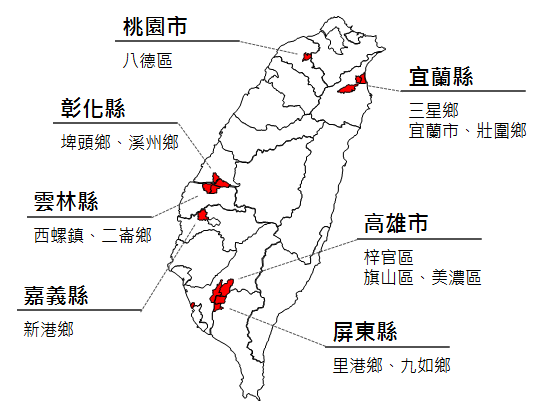 桃園市
八德區
宜蘭縣
三星鄉
宜蘭市、壯圍鄉
彰化縣
埤頭鄉、溪州鄉
雲林縣
西螺鎮、二崙鄉
高雄市
梓官區
旗山區、美濃區
嘉義縣
新港鄉
屏東縣
里港鄉、九如鄉